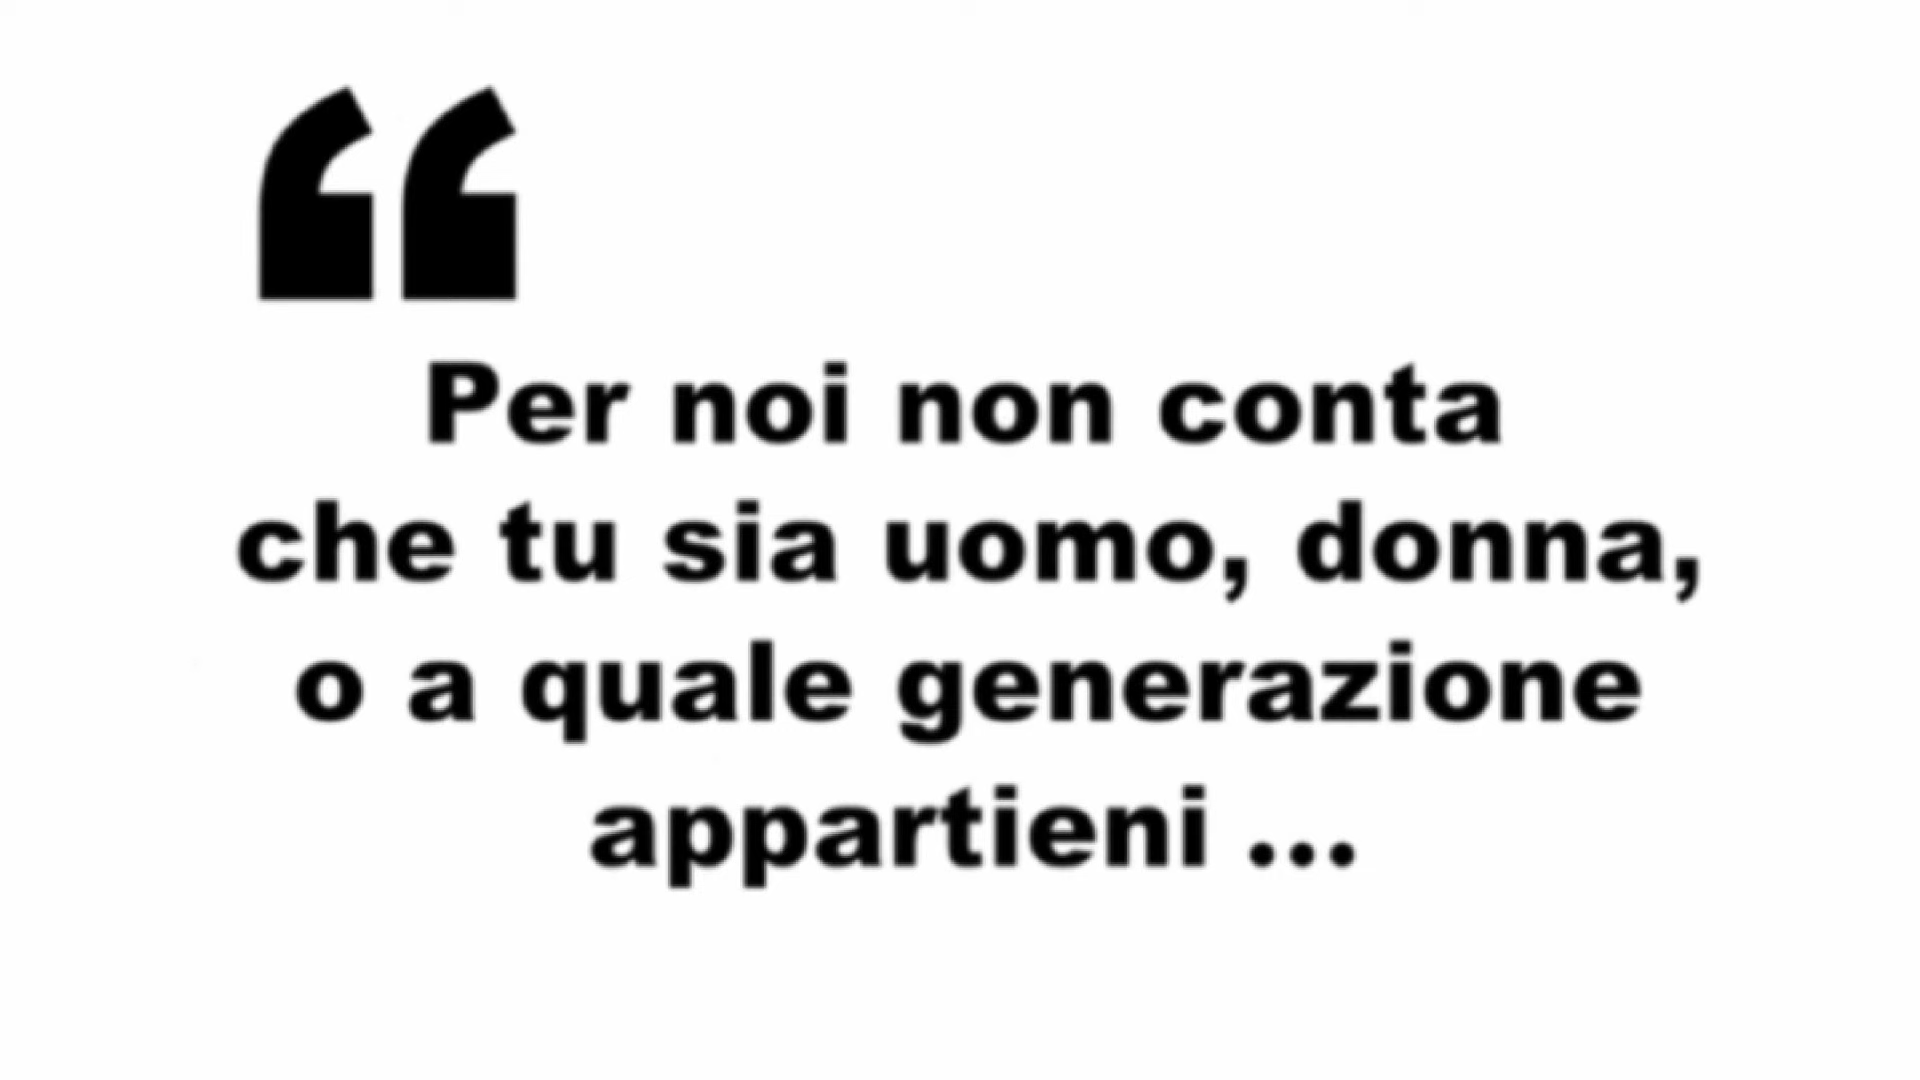 “
Per noi non conta
che tu sia uomo, donna,
o a quale generazione
appartieni ...